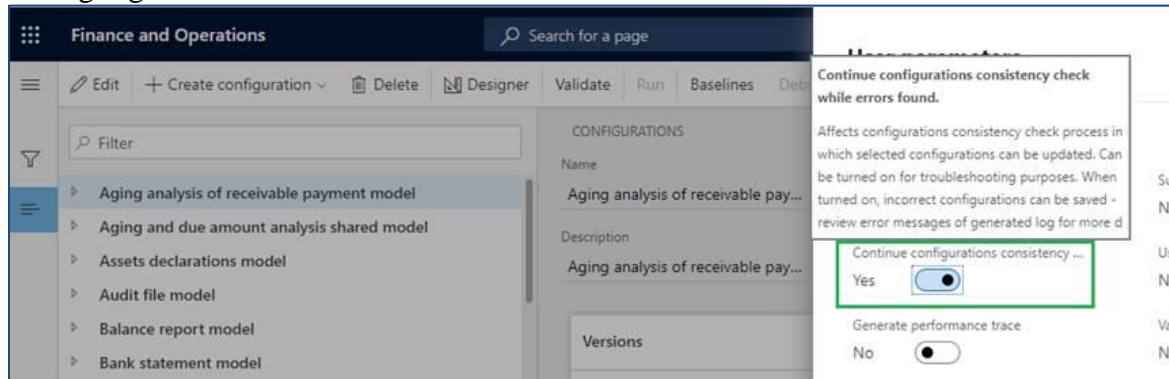 Finance and Operations
Search for a page
Edit
Create configuration
Delete
Designer
Validate
Run
Baselines
Filter
Aging analysis of receivable payment model
Aging and due amount analysis shared model
Assets declarations model
Audit file model
Balance report model
Bank statement model
CONFIGURATIONS
Name
Aging analysis of receivable pay...
Description
Aging analysis of receivable pay...
Versions
Continue configurations consistency check
while errors found.
Affects configurations consistency check process in
which selected configurations can be updated. Can
be turned on for troubleshooting purposes. When
turned on, incorrect configurations can be saved -
review error messages of generated log for more d
Continue configurations consistency ...
Yes
Generate performance trace
No